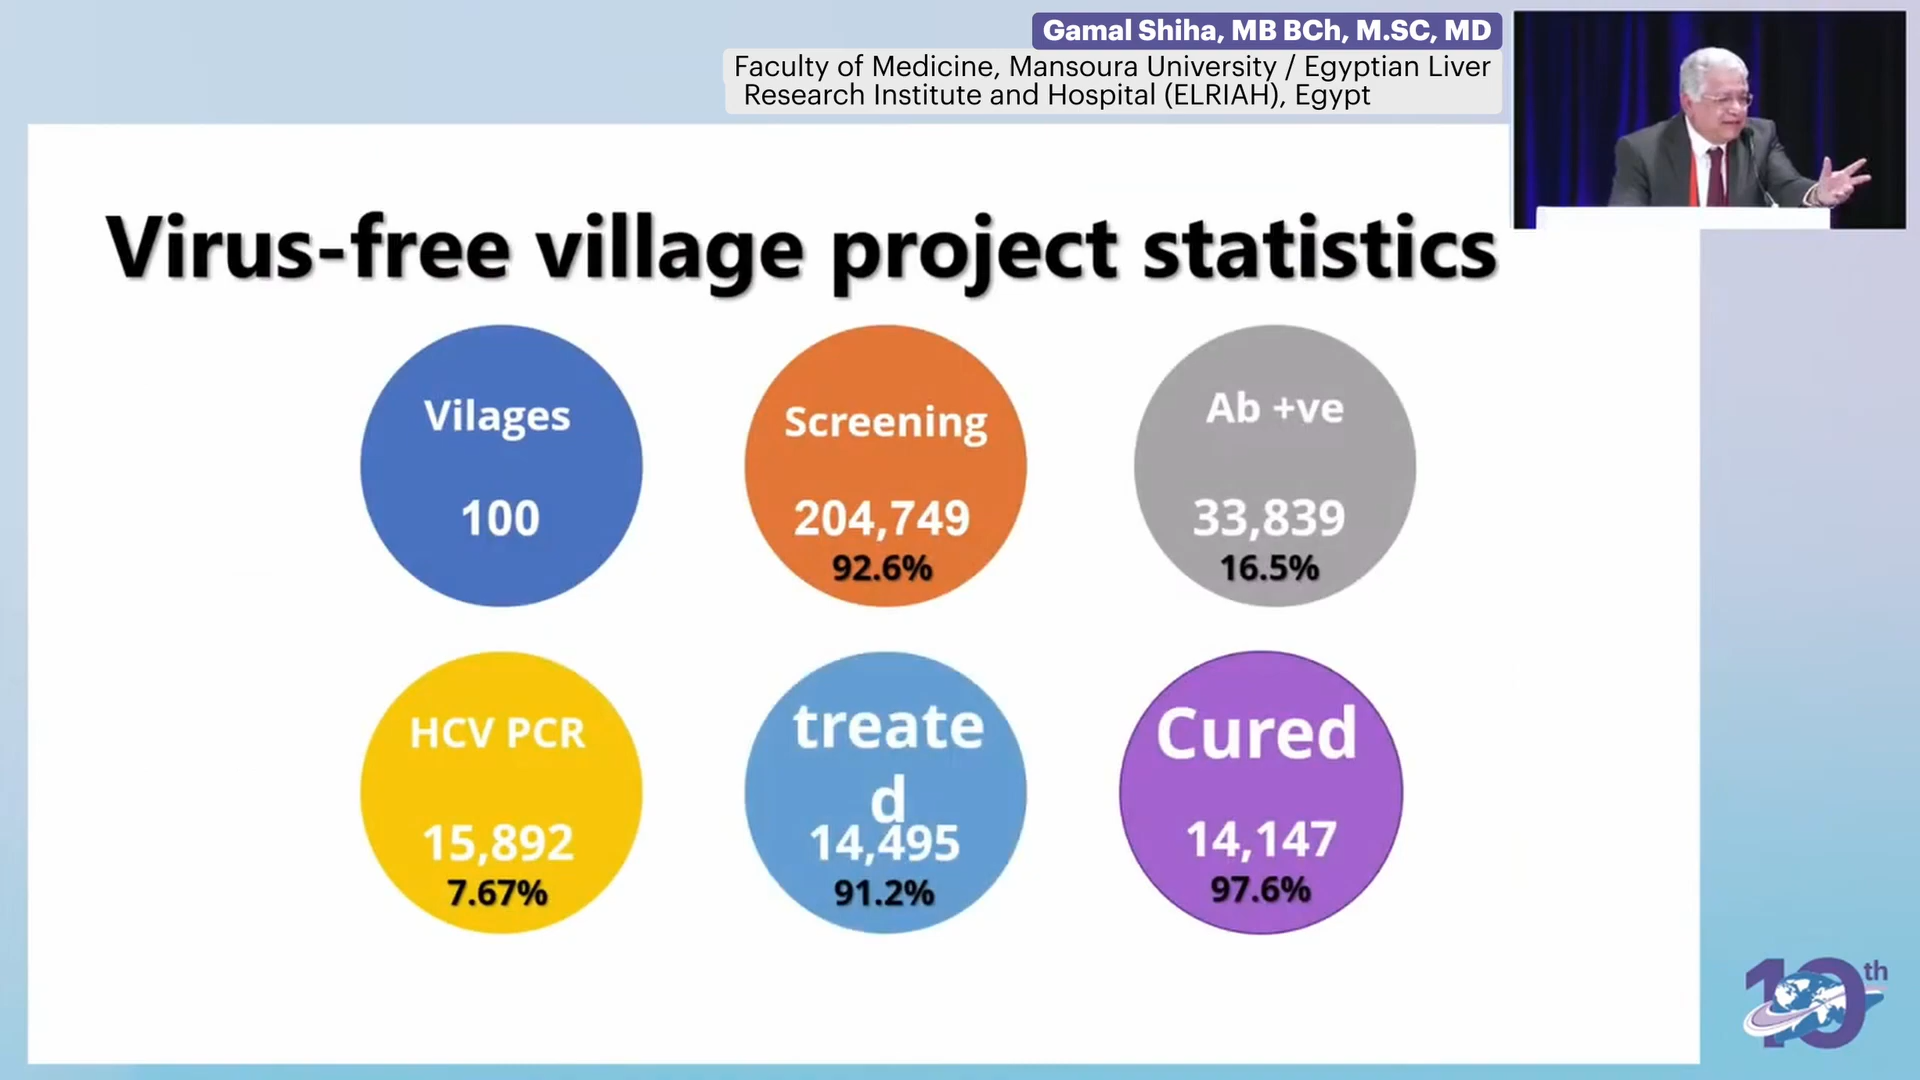 Gamal Shiha, MB BCh, M.SC, MD
Faculty of Medicine, Mansoura University / Egyptian Liver
Research Institute and Hospital (ELRIAH), Egypt
Virus-free village project statistics
Vilages
100
Screening
204,749
92.6%
Ab +ve
33,839
16.5%
HCV PCR
15,892
7.67%
treate
d
14,495
91.2%
Cured
14,147
97.6%
10th